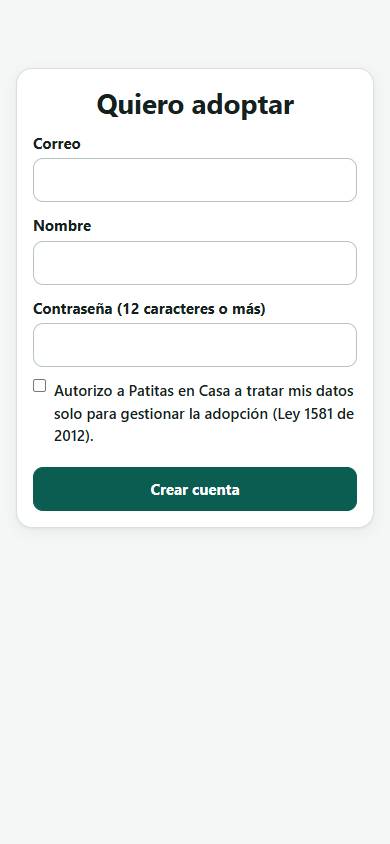 Quiero adoptar
Correo
Nombre
Contraseña (12 caracteres o más)
Autorizo a Patitas en Casa a tratar mis datos
solo para gestionar la adopción (Ley 1581 de
2012).
Crear cuenta